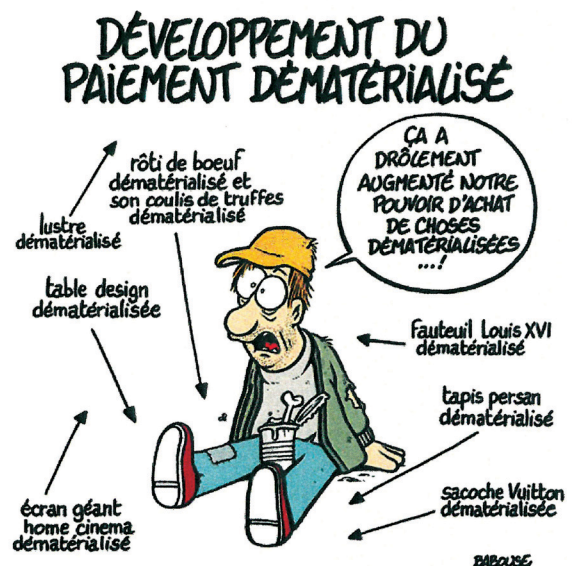 DÉVELOPPEMENT DU
PAIEMENT DÉMATÉRIALISÉ
ÇA A
DRÔLEMENT
AUGMENTÉ NOTRE
POUVOIR D'ACHAT
DE CHOSES
DÉMATÉRIALISÉES
...!
rôti de boeuf
dématérialisé et
son coulis de truffes
dématérialisé
lustre
dématérialisé
table design
dématérialisée
fauteuil Louis XVI
dématérialisé
tapis persan
dématérialisé
écran géant
home cinema
dématérialisé
sacoche Vuitton
dématérialisée
BABOUSE